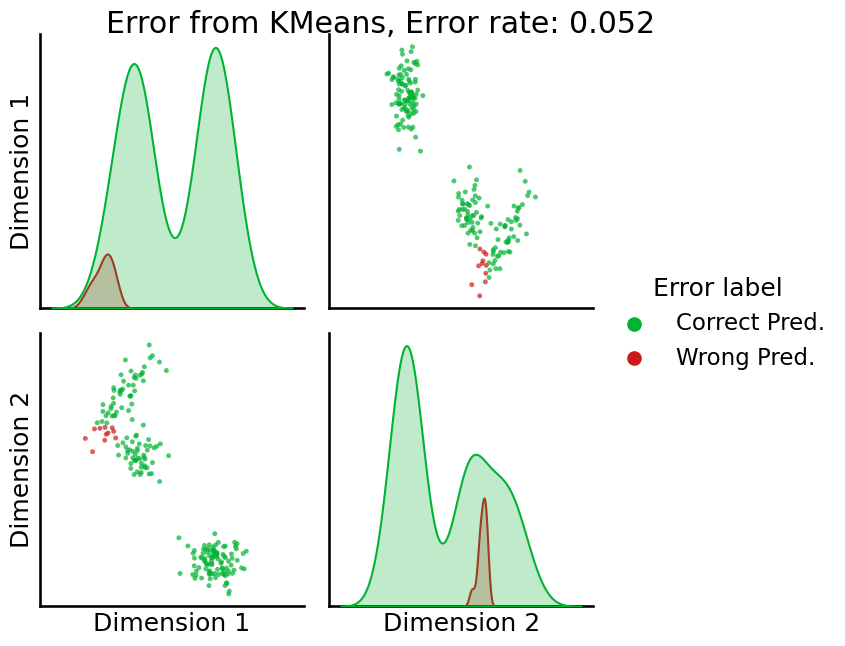 Error from KMeans, Error rate: 0.052
Dimension 1
Dimension 2
Dimension 1
Dimension 2
Error label
Correct Pred.
Wrong Pred.